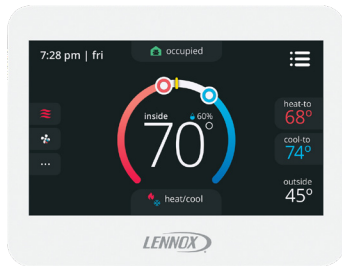 7:28 pm | fri
occupied
inside
60%
70°
heat-to
68°
cool-to
74°
outside
45°
heat/cool
LENNOX